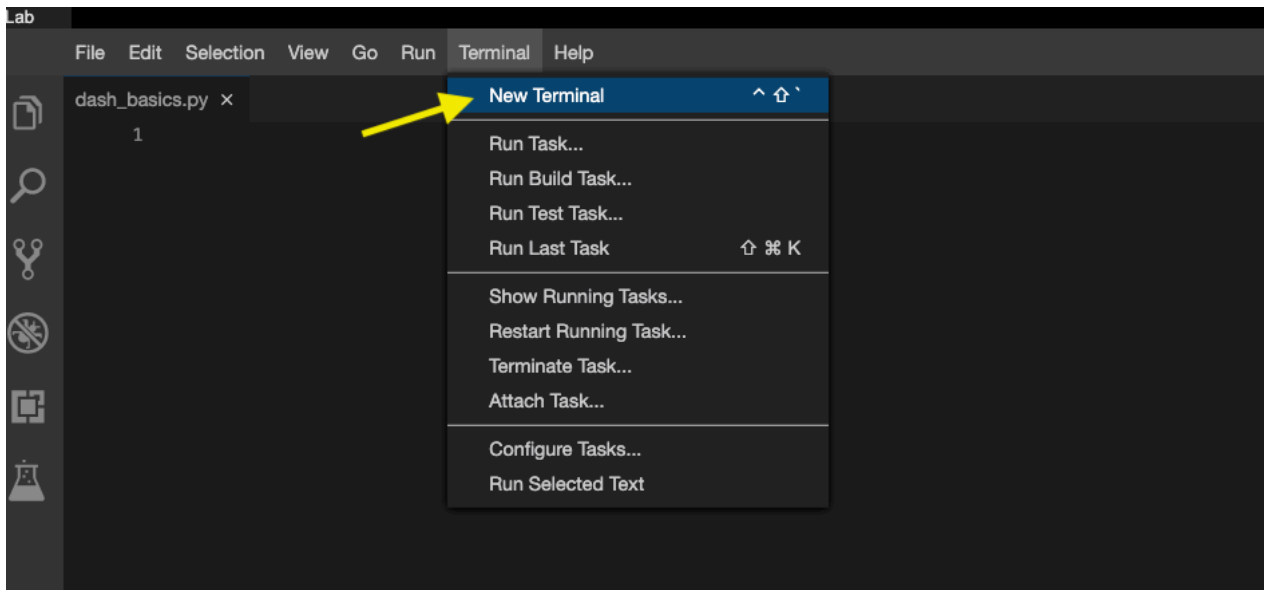 Lab
File Edit Selection View Go Run Terminal Help
dash_basics.py ×
1
New Terminal ^ ⇧ `
Run Task...
Run Build Task...
Run Test Task...
Run Last Task ⇧ ⌘ K
Show Running Tasks...
Restart Running Task...
Terminate Task...
Attach Task...
Configure Tasks...
Run Selected Text